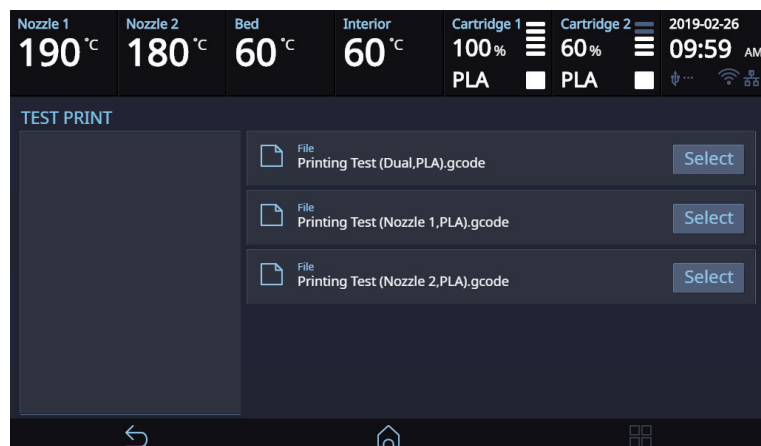 Nozzle 1
190 °C
Nozzle 2
180 °C
Bed
60 °C
Interior
60 °C
Cartridge 1
100 %
PLA
Cartridge 2
60 %
PLA
2019-02-26
09:59 AM
TEST PRINT
File
Printing Test (Dual,PLA).gcode
Select
File
Printing Test (Nozzle 1,PLA).gcode
Select
File
Printing Test (Nozzle 2,PLA).gcode
Select